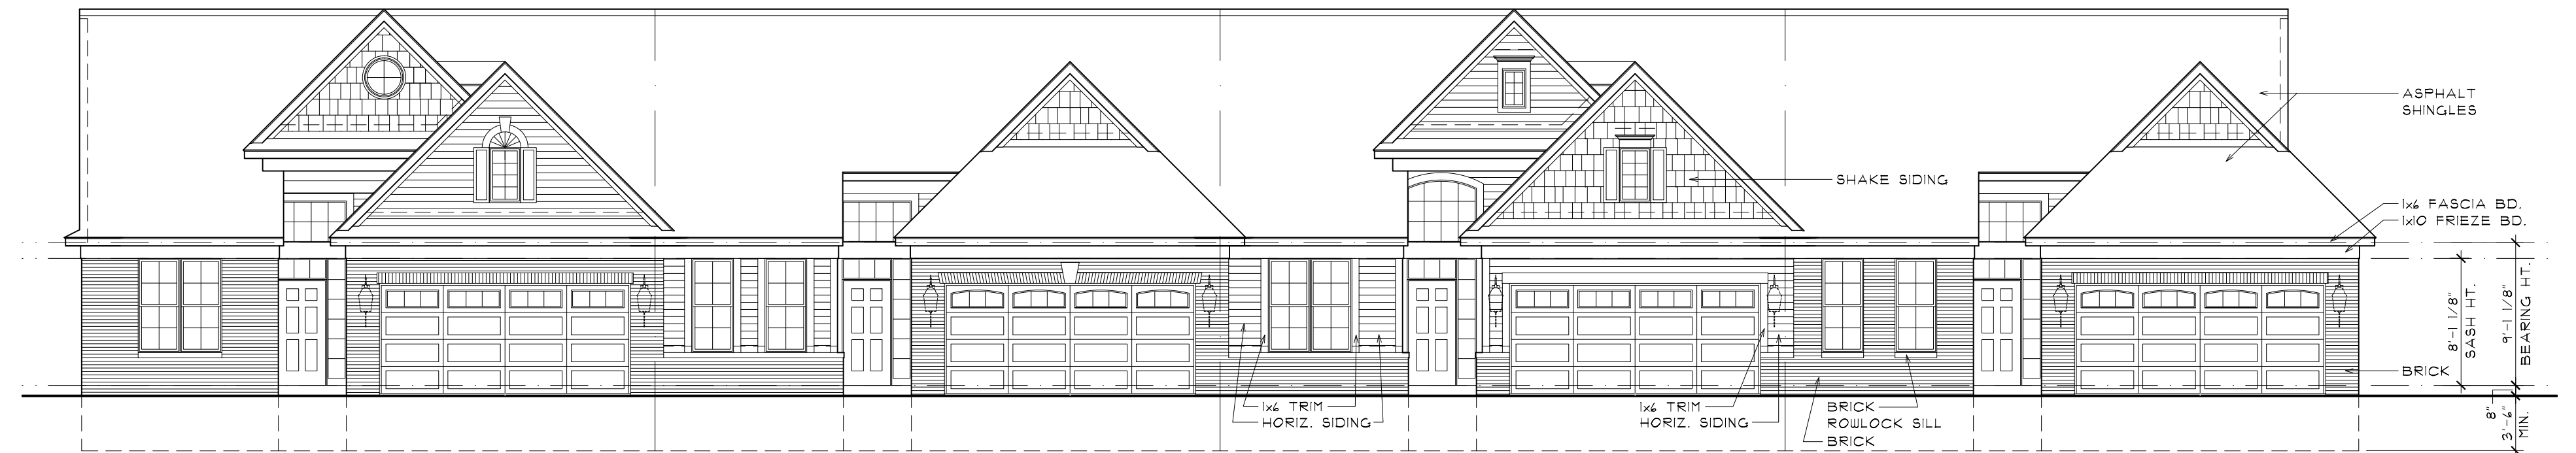 ASPHALT
SHINGLES
SHAKE SIDING
1x6 FASCIA BD.
1x10 FRIEZE BD.
8'-1 1/8"
SASH HT.
9'-1 1/8"
BEARING HT.
BRICK
1x6 TRIM
HORIZ. SIDING
1x6 TRIM
HORIZ. SIDING
BRICK
ROWLOCK SILL
BRICK
8"
3'-6"
MIN.